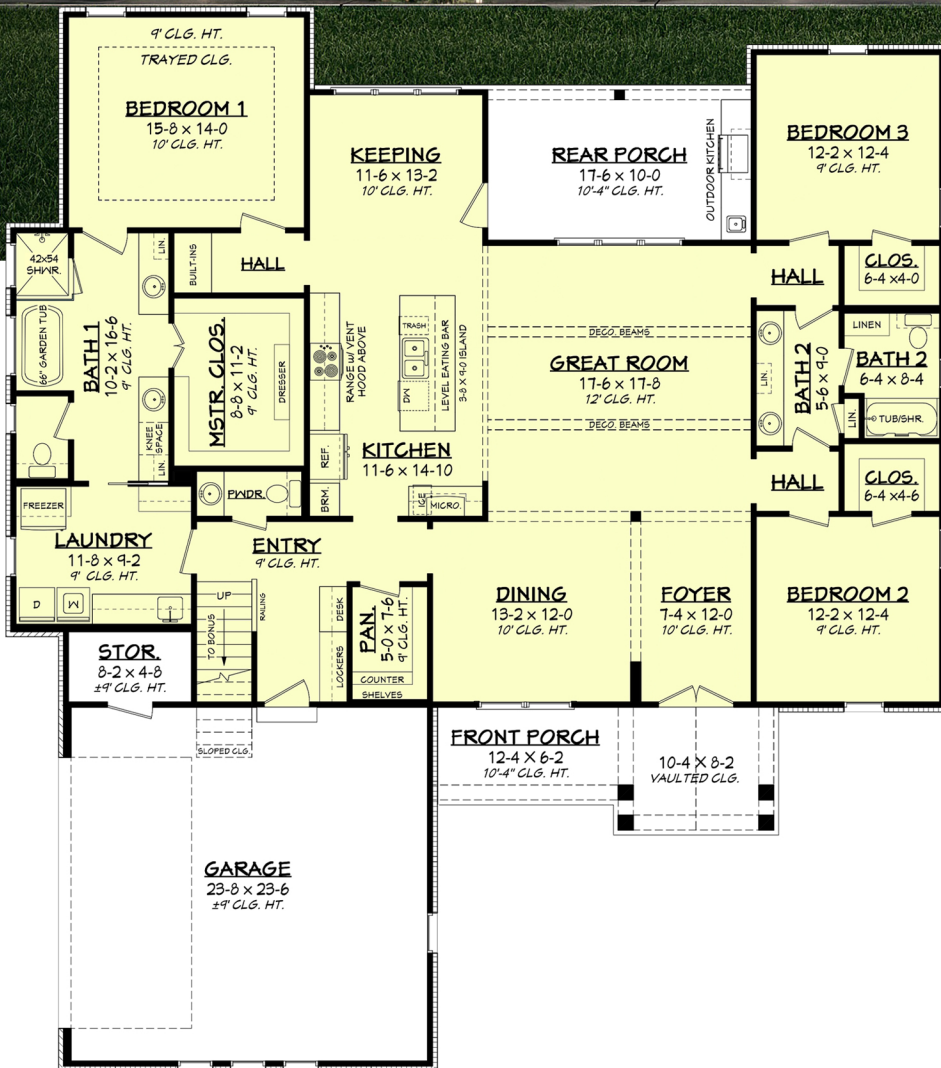 9' CLG. HT.
TRAYED CLG.
BEDROOM 1
15-8 x 14-0
10' CLG. HT.
KEEPING
11-6 x 13-2
10' CLG. HT.
REAR PORCH
17-6 x 10-0
10'-4" CLG. HT.
OUTDOOR KITCHEN
BEDROOM 3
12-2 x 12-4
9' CLG. HT.
42x54
SHWR.
LIN.
BUILT-INS
HALL
HALL
CLOS.
6-4 x4-0
66" GARDEN TUB
BATH 1
10-2 x 16-6
9' CLG. HT.
MSTR. CLOS.
8-8 x 11-2
9' CLG. HT.
DRESSER
RANGE W/ VENT
HOOD ABOVE
TRASH
DW
LEVEL EATING BAR
3-8 x 9-0 ISLAND
DECO. BEAMS
GREAT ROOM
17-6 x 17-8
12' CLG. HT.
DECO. BEAMS
LIN.
BATH 2
5-6 x 9-0
LINEN
BATH 2
6-4 x 8-4
LIN.
TUB/SHR.
KNEE
SPACE
LIN.
KITCHEN
11-6 x 14-10
REF.
BRM.
ICE
MICRO.
HALL
CLOS.
6-4 x4-6
PWDR.
FREEZER
LAUNDRY
11-8 x 9-2
9' CLG. HT.
D
W
ENTRY
9' CLG. HT.
UP
TO BONUS
RAILING
DESK
LOCKERS
PAN.
5-0 x 7-6
9' CLG. HT.
COUNTER
SHELVES
DINING
13-2 x 12-0
10' CLG. HT.
FOYER
7-4 x 12-0
10' CLG. HT.
BEDROOM 2
12-2 x 12-4
9' CLG. HT.
STOR.
8-2 x 4-8
±9' CLG. HT.
SLOPED CLG.
FRONT PORCH
12-4 x 6-2
10'-4" CLG. HT.
10-4 X 8-2
VAULTED CLG.
GARAGE
23-8 x 23-6
±9' CLG. HT.